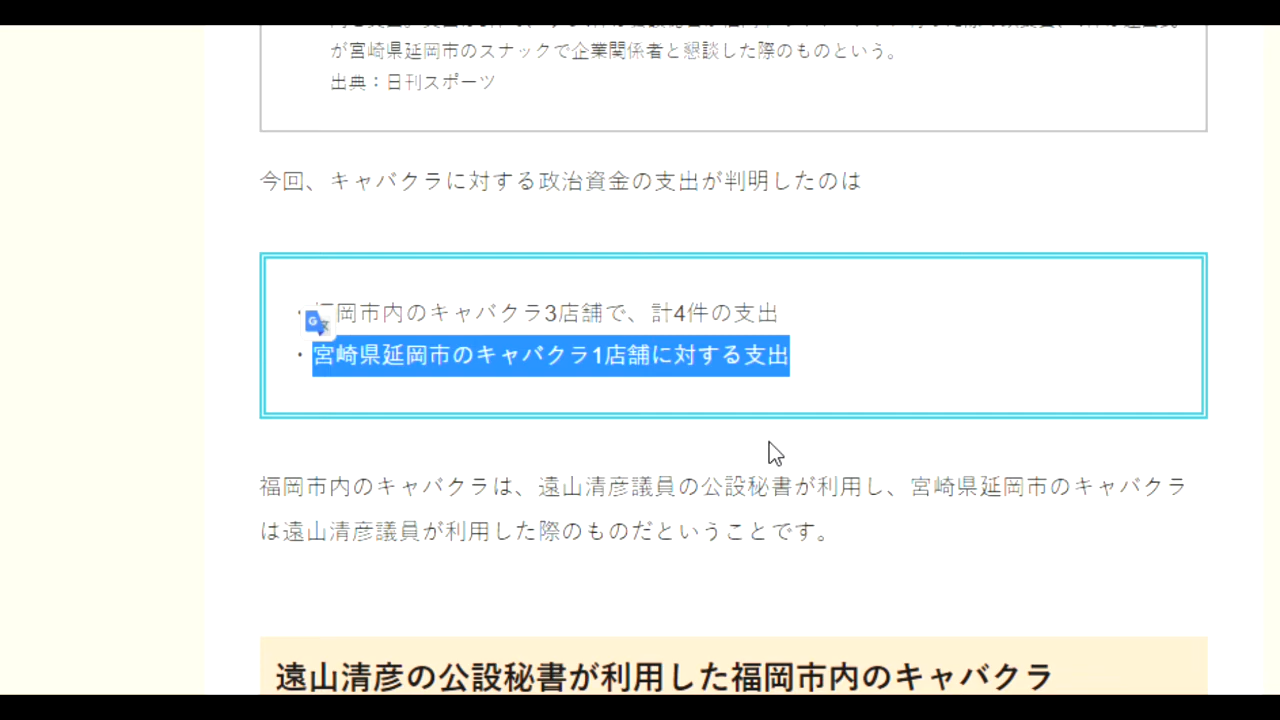 が宮崎県延岡市のスナックで企業関係者と懇談した際のものという。
出典：日刊スポーツ
今回、キャバクラに対する政治資金の支出が判明したのは
・福岡市内のキャバクラ3店舗で、計4件の支出
・宮崎県延岡市のキャバクラ1店舗に対する支出
福岡市内のキャバクラは、遠山清彦議員の公設秘書が利用し、宮崎県延岡市のキャバクラ
は遠山清彦議員が利用した際のものだということです。
遠山清彦の公設秘書が利用した福岡市内のキャバクラ